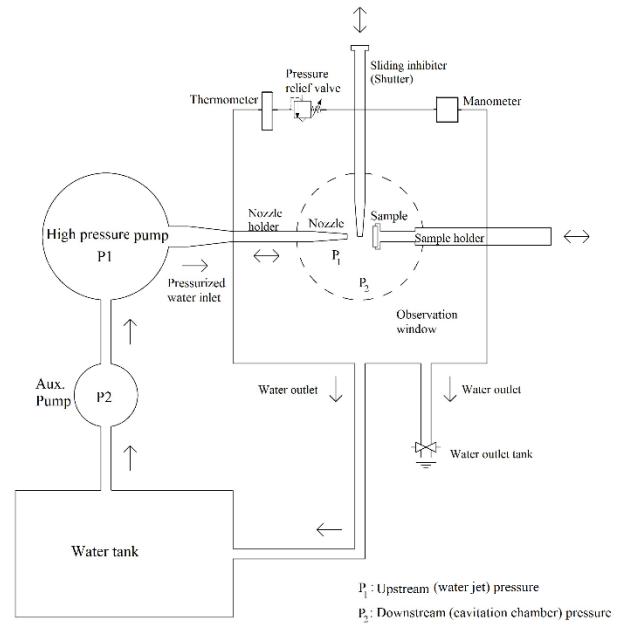 Sliding inhibiter
(Shutter)
Pressure
relief valve
Thermometer
Manometer
Nozzle
holder
Nozzle
Sample
High pressure pump
P1
Sample holder
P1
P2
Pressurized
water inlet
Observation
window
Aux.
Pump
P2
Water outlet
Water outlet
Water outlet tank
Water tank
P1: Upstream (water jet) pressure
P2: Downstream (cavitation chamber) pressure